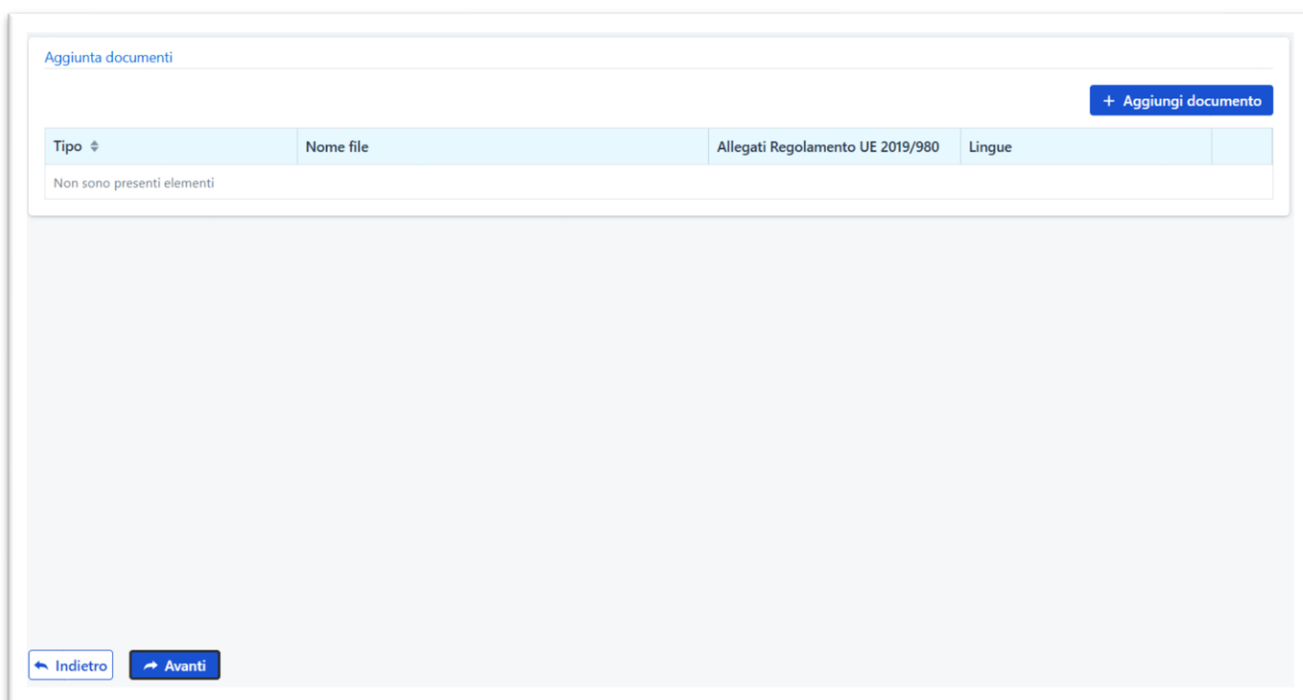 Aggiunta documenti
+ Aggiungi documento
Tipo Nome file Allegati Regolamento UE 2019/980 Lingue
Non sono presenti elementi
Indietro Avanti